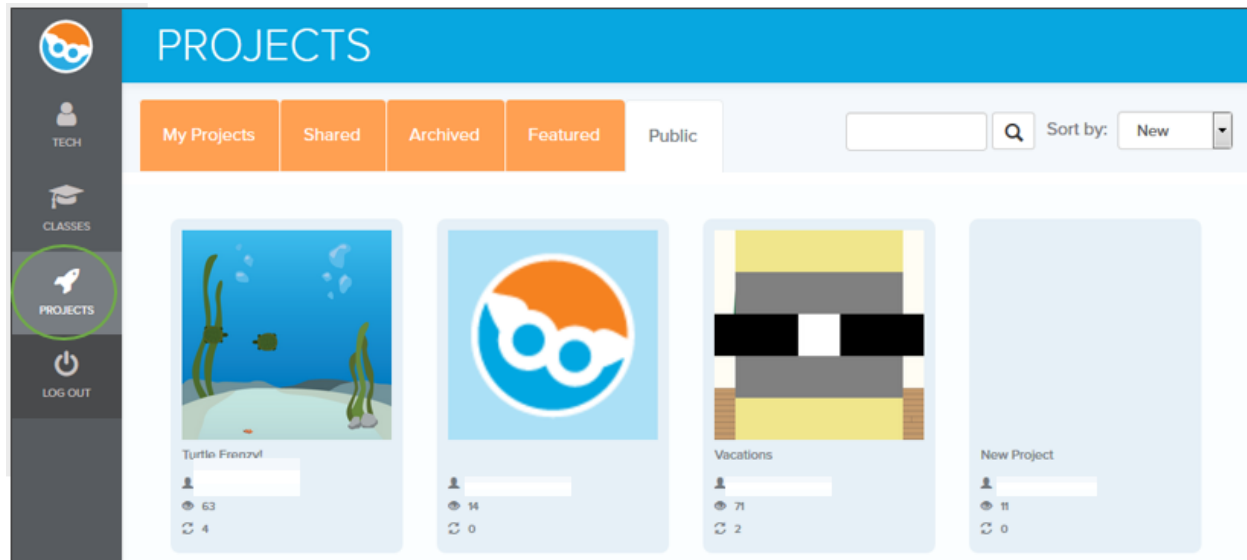 PROJECTS
TECH
CLASSES
PROJECTS
LOG OUT
My Projects Shared Archived Featured Public
Sort by: New
Turtle Frenzy!
63
4
14
0
Vacations
71
2
New Project
11
0